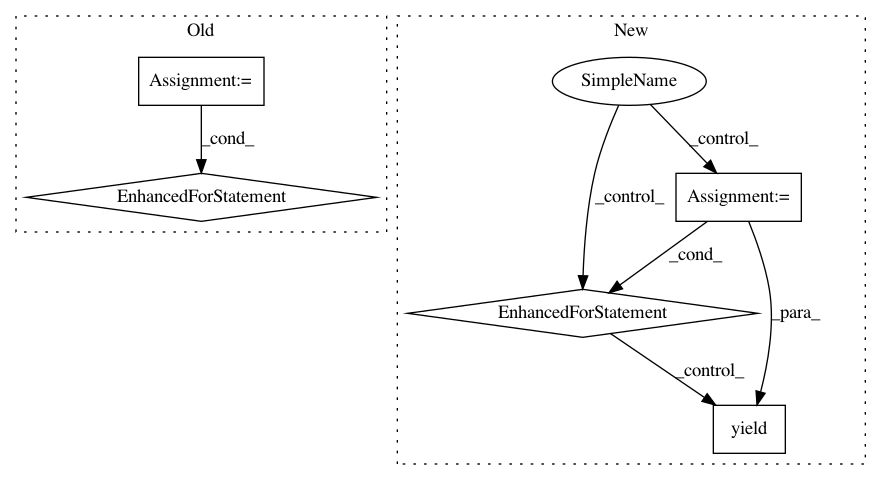 Old
Assignment:=
_cond_
EnhancedForStatement
New
SimpleName
_control_
Assignment:=
_control_
_cond_
EnhancedForStatement
_para_
_control_
yield